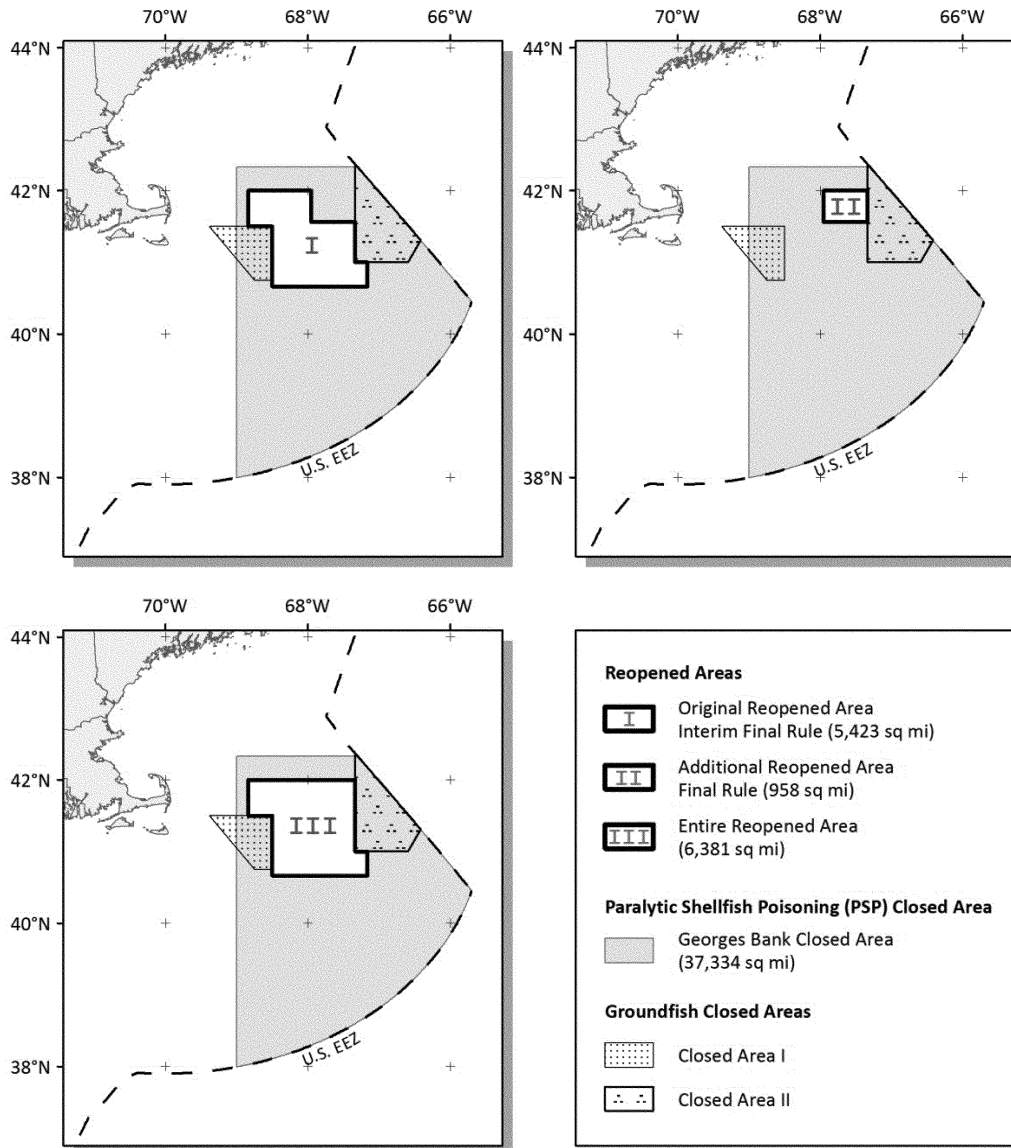 70°W 68°W 66°W
44°N
42°N
40°N
38°N
I
U.S. EEZ
70°W 68°W 66°W
44°N
42°N
40°N
38°N
II
U.S. EEZ
70°W 68°W 66°W
44°N
42°N
40°N
38°N
III
U.S. EEZ
Reopened Areas
I Original Reopened Area
Interim Final Rule (5,423 sq mi)
II Additional Reopened Area
Final Rule (958 sq mi)
III Entire Reopened Area
(6,381 sq mi)
Paralytic Shellfish Poisoning (PSP) Closed Area
Georges Bank Closed Area
(37,334 sq mi)
Groundfish Closed Areas
Closed Area I
Closed Area II